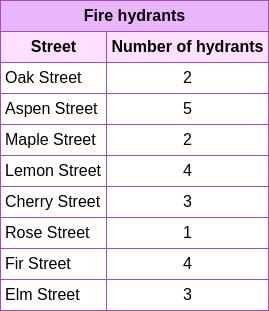 Fire hydrants
Street Number of hydrants
Oak Street 2
Aspen Street 5
Maple Street 2
Lemon Street 4
Cherry Street 3
Rose Street 1
Fir Street 4
Elm Street 3